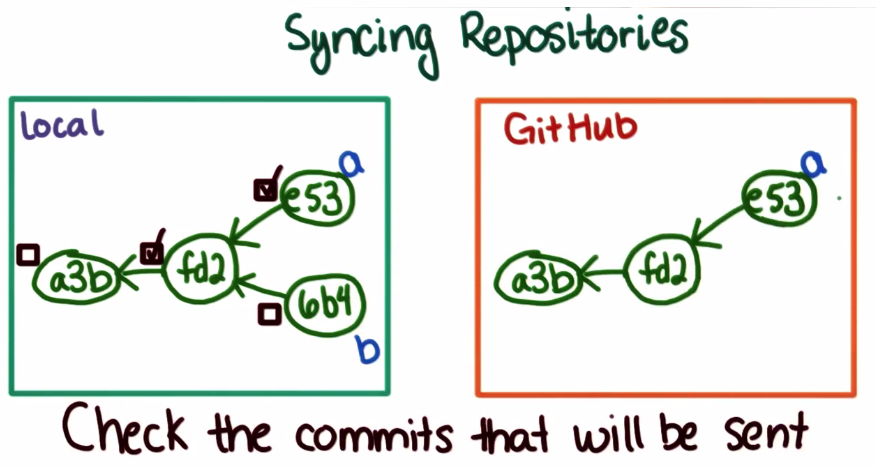 Syncing Repositories
Local
GitHub
a
a
e53
e53
a3b
fd2
a3b
fd2
6b4
b
Check the commits that will be sent